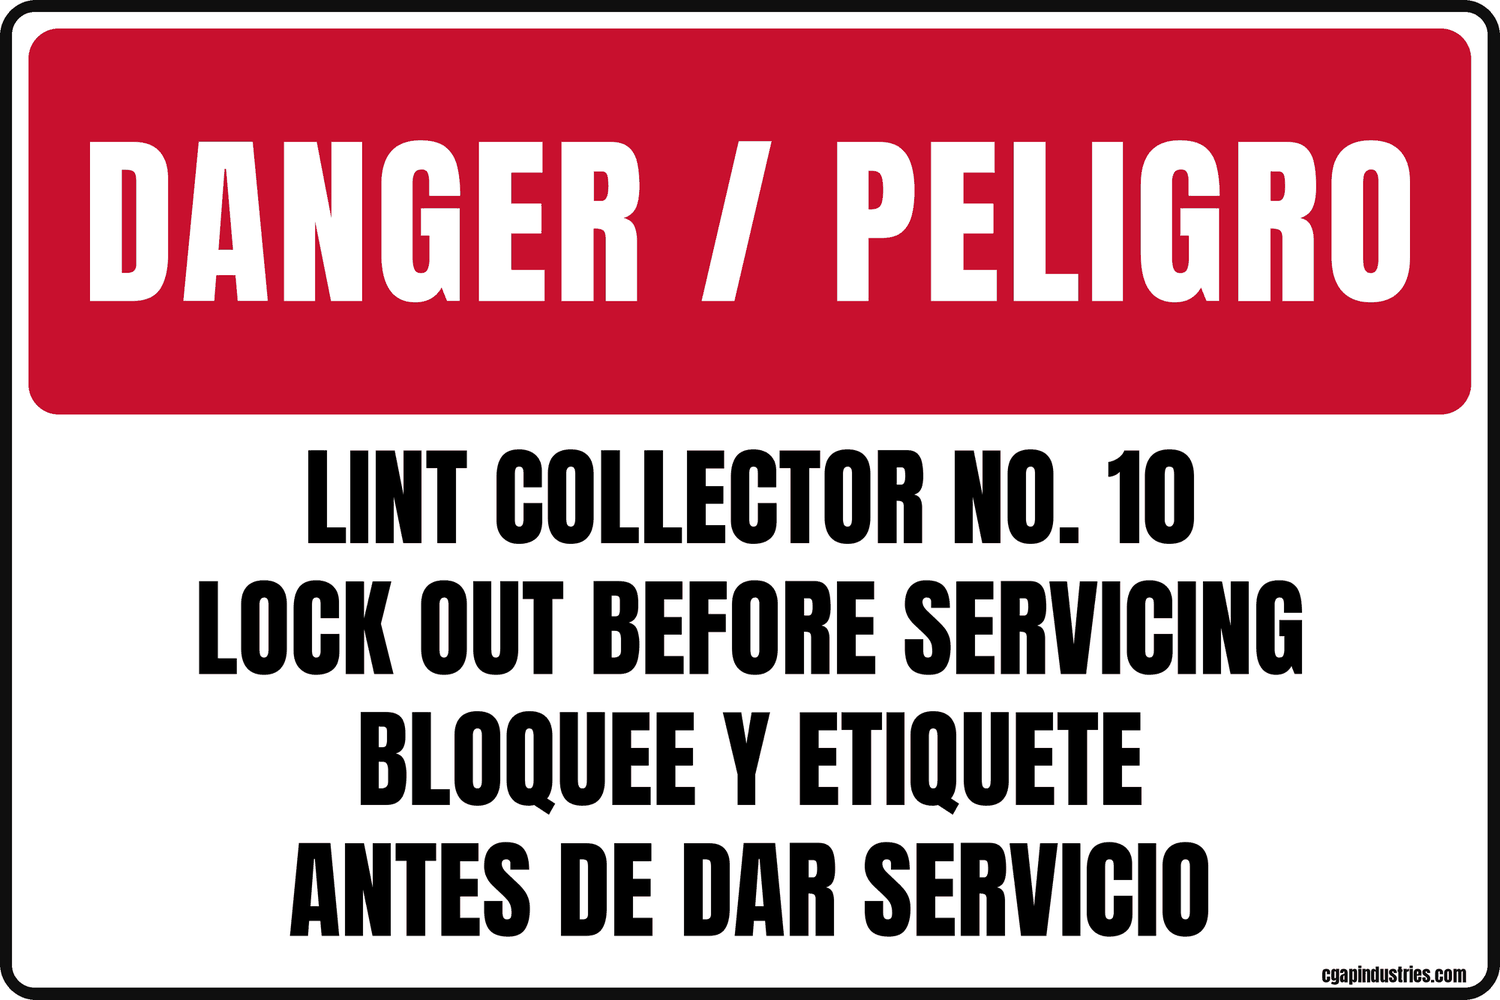 DANGER / PELIGRO
LINT COLLECTOR NO. 10
LOCK OUT BEFORE SERVICING
BLOQUEE Y ETIQUETE
ANTES DE DAR SERVICIO
cgapindustries.com